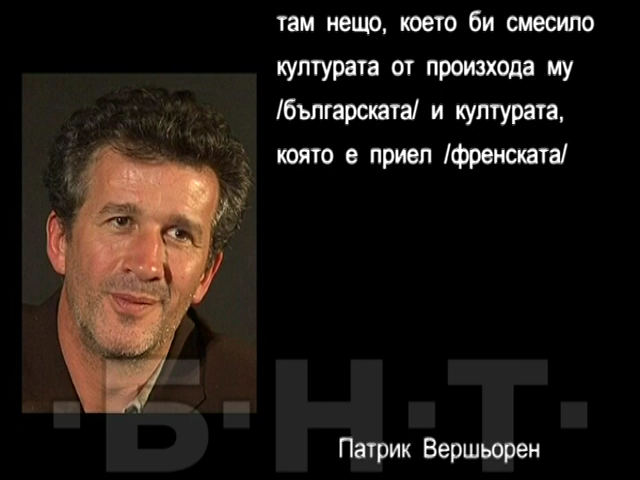 там нещо, което би смесило
културата от произхода му
/българската/ и културата,
която е приел /френската/
·Б·Н·Т·
Патрик Вершьорен